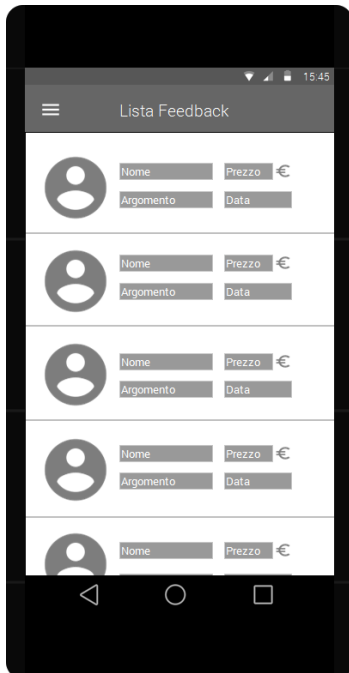 15:45
Lista Feedback
Nome Prezzo €
Argomento Data
Nome Prezzo €
Argomento Data
Nome Prezzo €
Argomento Data
Nome Prezzo €
Argomento Data
Nome Prezzo €